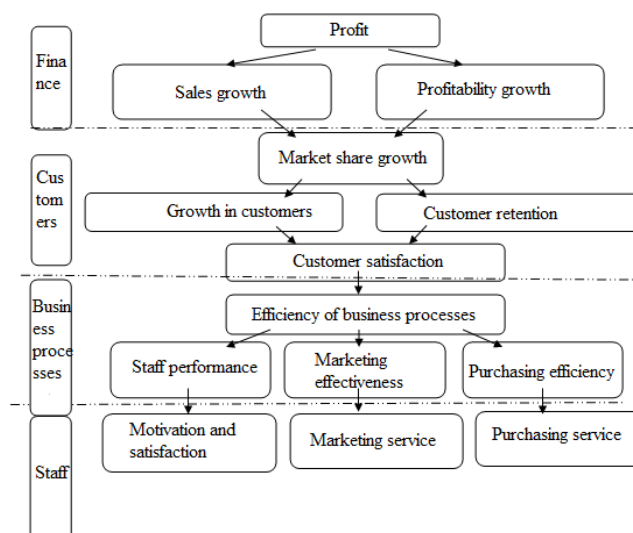 Profit
Fina
nce
Sales growth
Profitability growth
Market share growth
Cus
tom
ers
Growth in customers
Customer retention
Customer satisfaction
Busin
ess
proce
sses
Efficiency of business processes
Staff performance
Marketing
effectiveness
Purchasing efficiency
Staff
Motivation and
satisfaction
Marketing service
Purchasing service